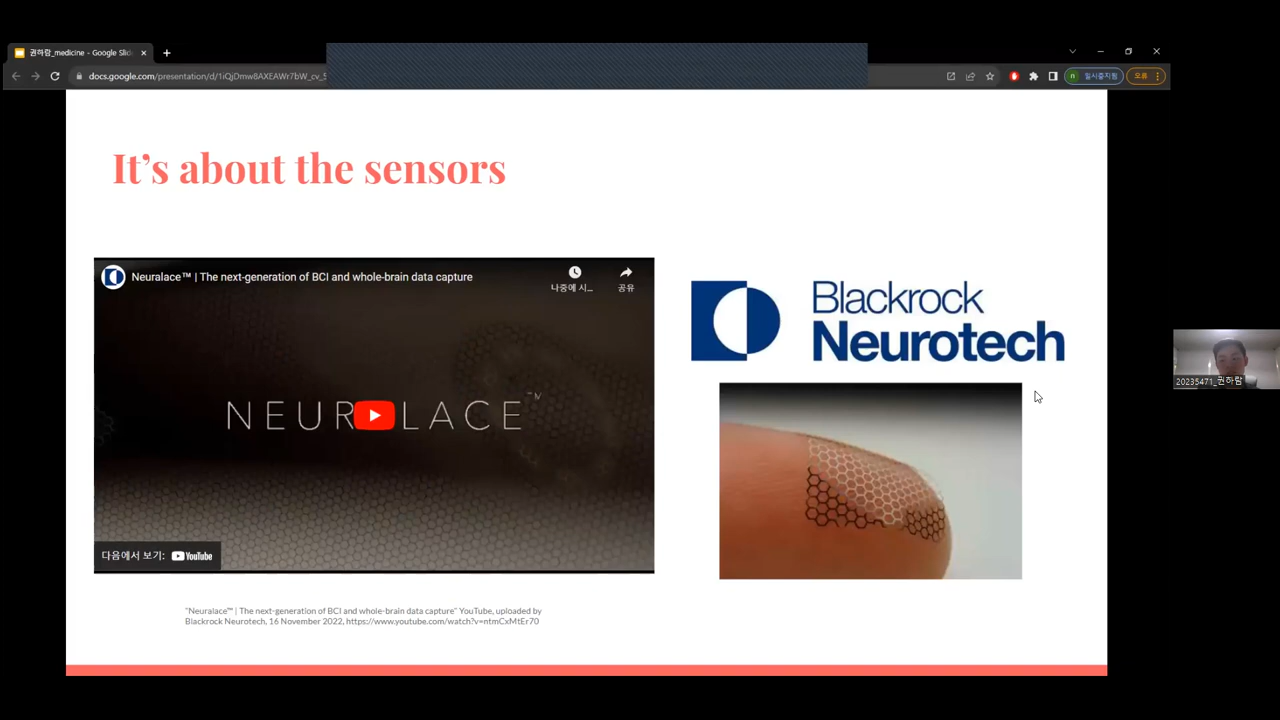 권하람_medicine - Google Slid
docs.google.com/presentation/d/1iQjDmw8AXEAWr7bW_cv_5
n 일시중지됨
오류
It's about the sensors
Neuralace™ | The next-generation of BCI and whole-brain data capture
나중에 시...
공유
NEUR LACE™
다음에서 보기: YouTube
Blackrock
Neurotech
20235471_권하람
"Neuralace™ | The next-generation of BCI and whole-brain data capture" YouTube, uploaded by
Blackrock Neurotech, 16 November 2022, https://www.youtube.com/watch?v=ntmCxMtEr70